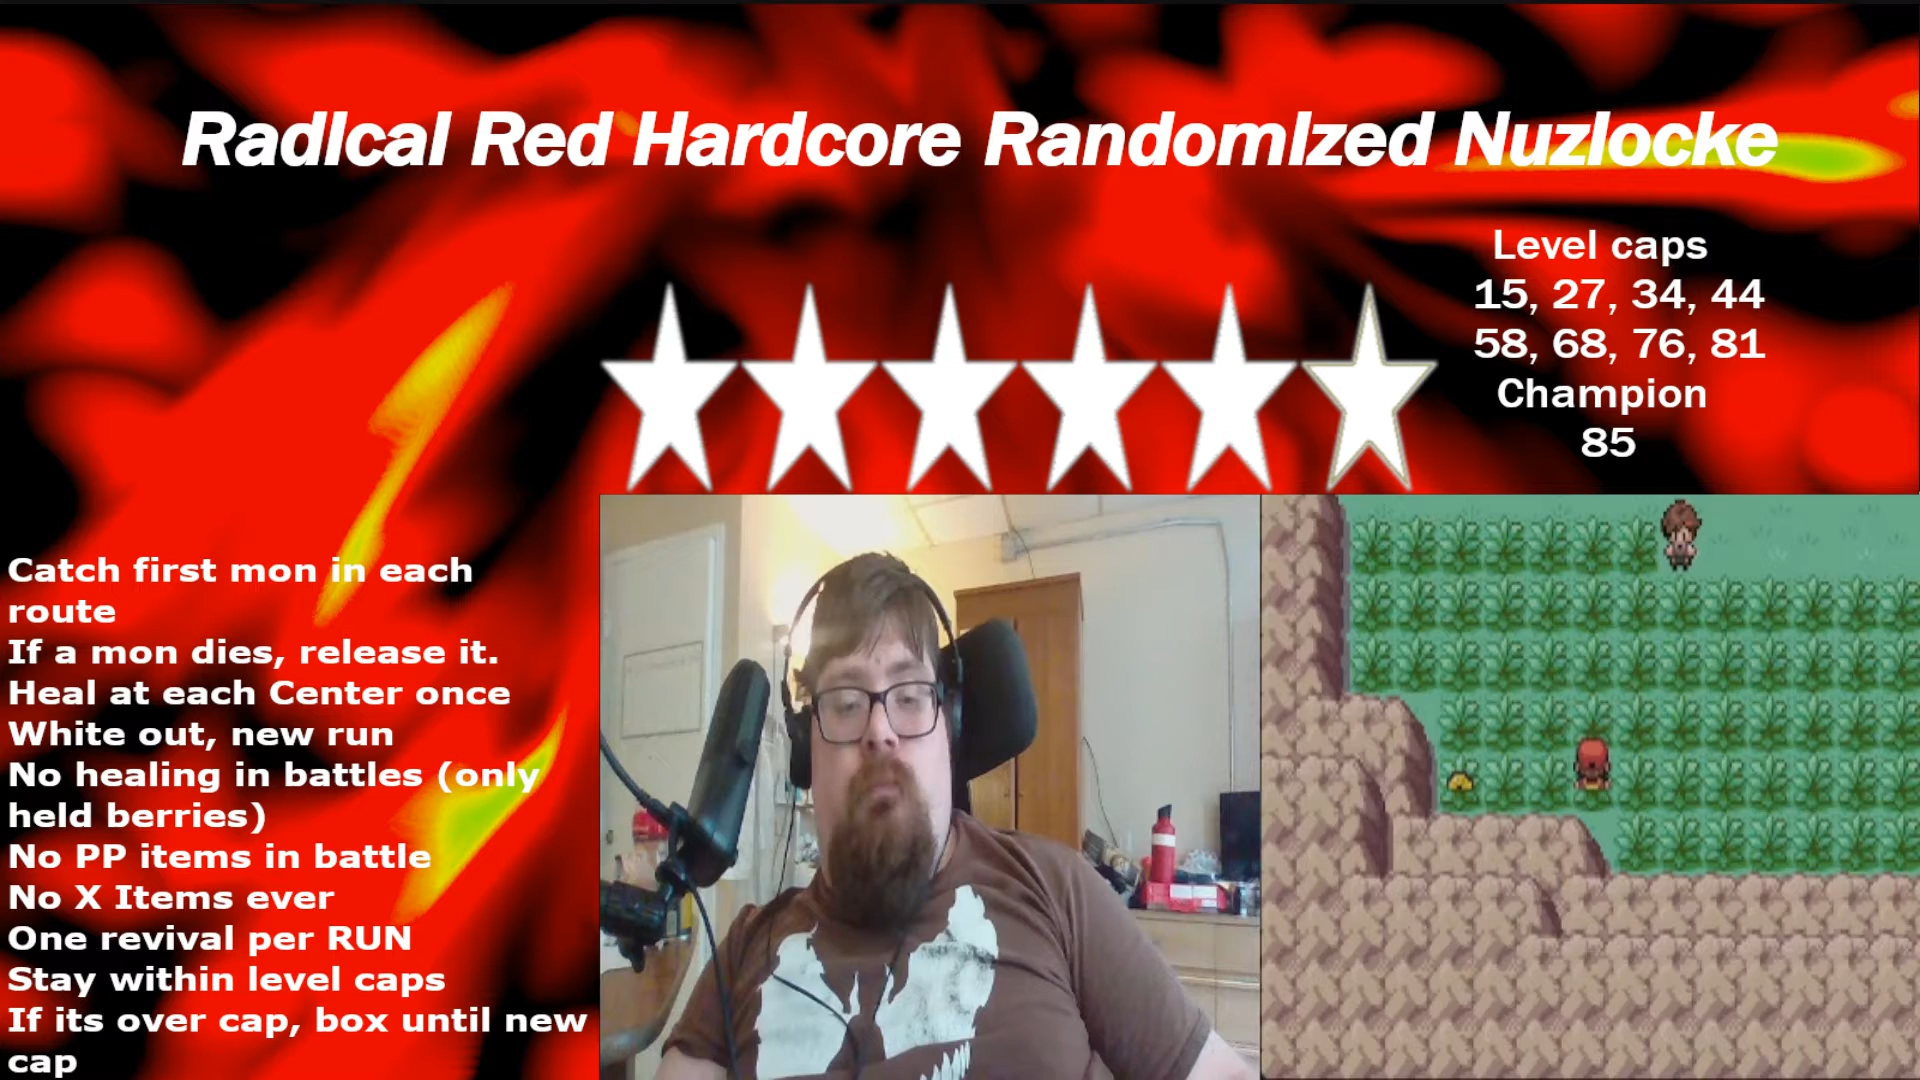 RadIcal Red Hardcore RandomIzed Nuzlocke
Level caps
15, 27, 34, 44
58, 68, 76, 81
Champion
85
Catch first mon in each
route
If a mon dies, release it.
Heal at each Center once
White out, new run
No healing in battles (only
held berries)
No PP items in battle
No X Items ever
One revival per RUN
Stay within level caps
If its over cap, box until new
cap